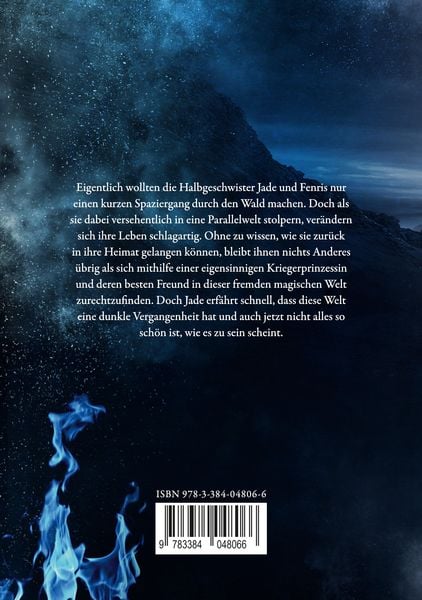 Eigentlich wollten die Halbgeschwister Jade und Fenris nur
einen kurzen Spaziergang durch den Wald machen. Doch als
sie dabei versehentlich in eine Parallelwelt stolpern, verändern
sich ihre Leben schlagartig. Ohne zu wissen, wie sie zurück
in ihre Heimat gelangen können, bleibt ihnen nichts Anderes
übrig als sich mithilfe einer eigensinnigen Kriegerprinzessin
und deren besten Freund in dieser fremden magischen Welt
zurechtzufinden. Doch Jade erfährt schnell, dass diese Welt
eine dunkle Vergangenheit hat und auch jetzt nicht alles so
schön ist, wie es zu sein scheint.
ISBN 978-3-384-04806-6
9 783384 048066